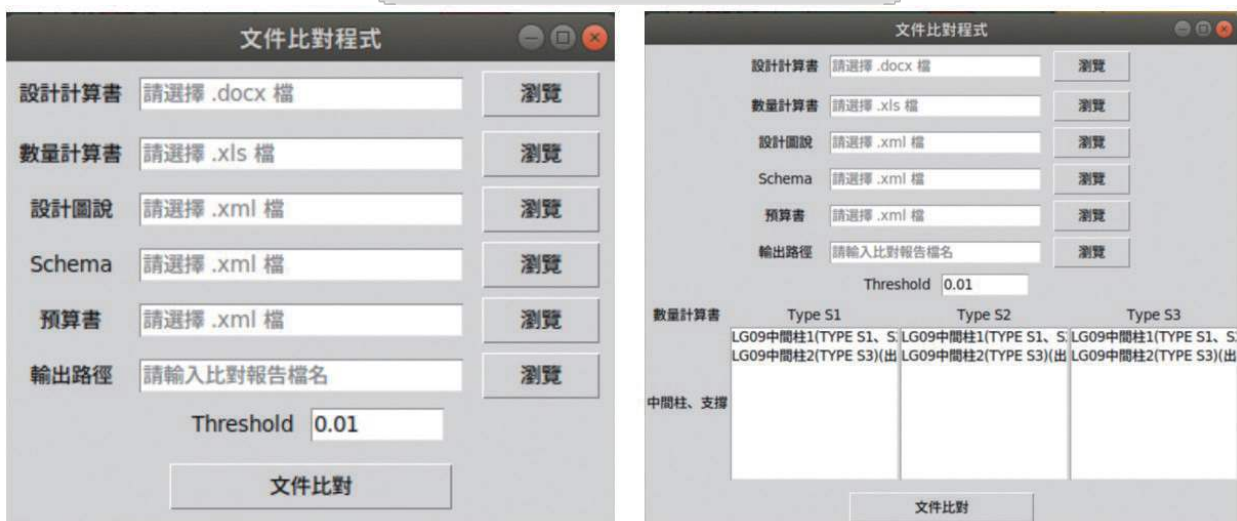 文件比對程式
設計計算書 請選擇 .docx 檔 瀏覽
數量計算書 請選擇 .xls 檔 瀏覽
設計圖說 請選擇 .xml 檔 瀏覽
Schema 請選擇 .xml 檔 瀏覽
預算書 請選擇 .xml 檔 瀏覽
輸出路徑 請輸入比對報告檔名 瀏覽
Threshold 0.01
文件比對
文件比對程式
設計計算書 請選擇 .docx 檔 瀏覽
數量計算書 請選擇 .xls 檔 瀏覽
設計圖說 請選擇 .xml 檔 瀏覽
Schema 請選擇 .xml 檔 瀏覽
預算書 請選擇 .xml 檔 瀏覽
輸出路徑 請輸入比對報告檔名 瀏覽
Threshold 0.01
數量計算書 Type S1 Type S2 Type S3
LG09中間柱1(TYPE S1、S LG09中間柱1(TYPE S1、S LG09中間柱1(TYPE S1、S
LG09中間柱2(TYPE S3)(出 LG09中間柱2(TYPE S3)(出 LG09中間柱2(TYPE S3)(出
中間柱、支撐
文件比對